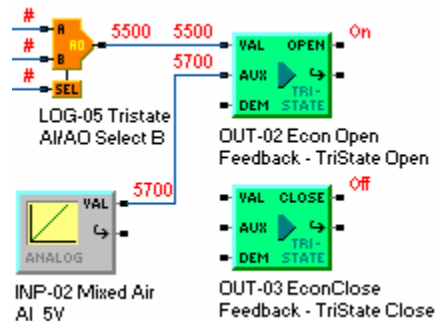 #
A
5500
5500
On
#
B
AO
VAL
OPEN
#
SEL
AUX
TRI-
DEM
STATE
LOG-05 Tristate
AI/AO Select B
5700
OUT-02 Econ Open
Feedback - TriState Open
5700
VAL
ANALOG
INP-02 Mixed Air
AI 5V
Off
VAL
CLOSE
AUX
TRI-
DEM
STATE
OUT-03 EconClose
Feedback - TriState Close